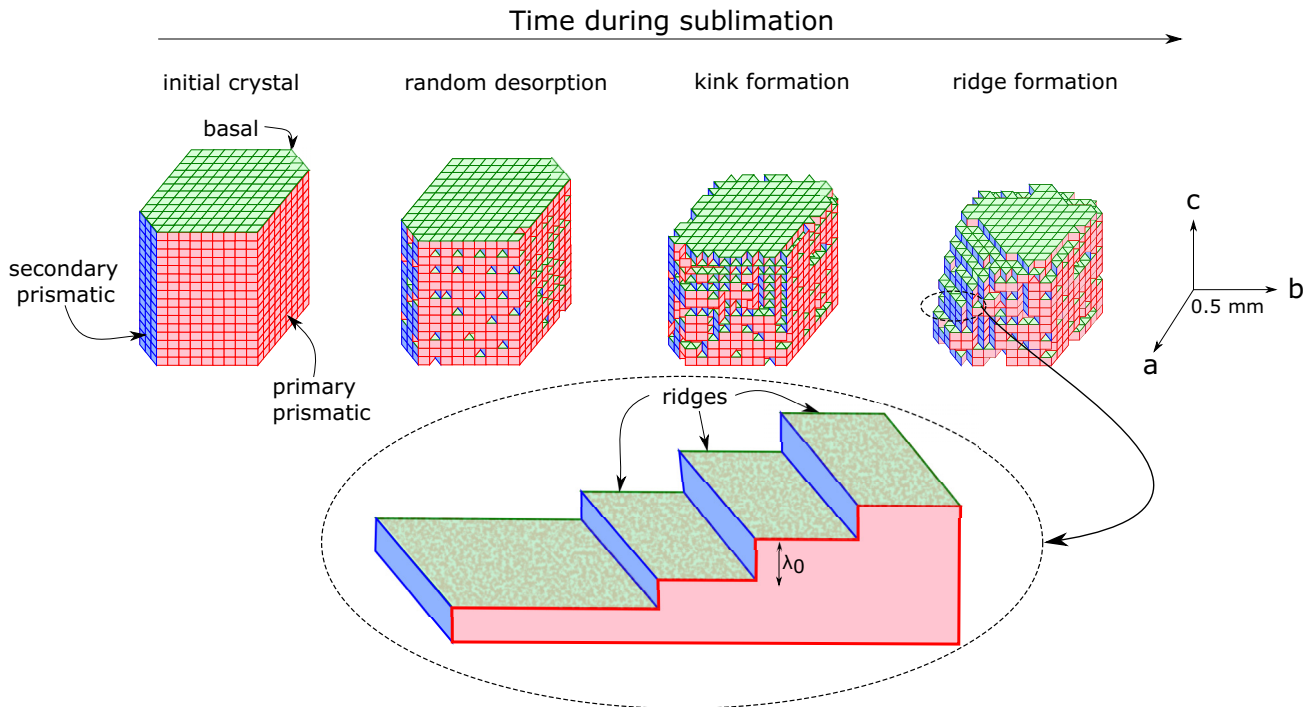 Time during sublimation
initial crystal
random desorption
kink formation
ridge formation
basal
secondary
prismatic
primary
prismatic
c
b
0.5 mm
a
ridges
λ0